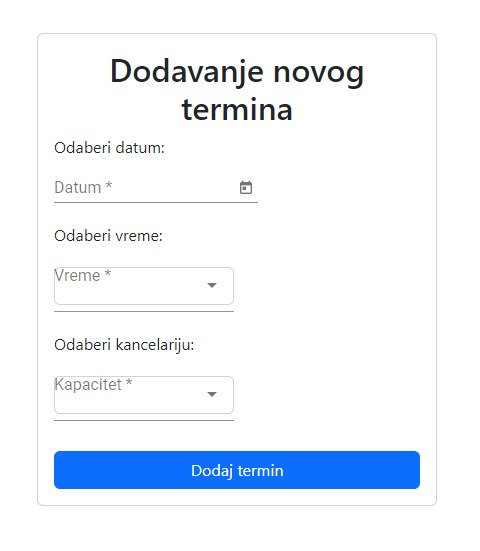 Dodavanje novog
termina
Odaberi datum:
Datum *
Odaberi vreme:
Vreme *
Odaberi kancelariju:
Kapacitet *
Dodaj termin